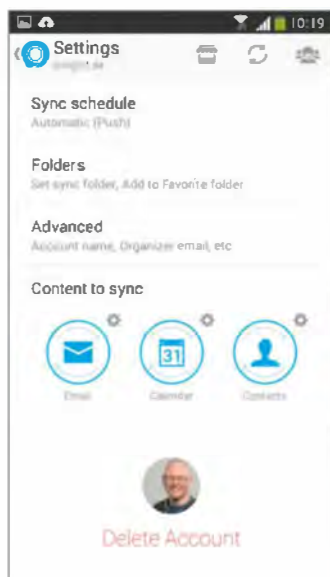 10:19
Settings
Sync schedule
Automatic (Push)
Folders
Set sync folder, Add to Favorite folder
Advanced
Account name, Organizer email, etc
Content to sync
31
Email Calendar Contacts
Delete Account